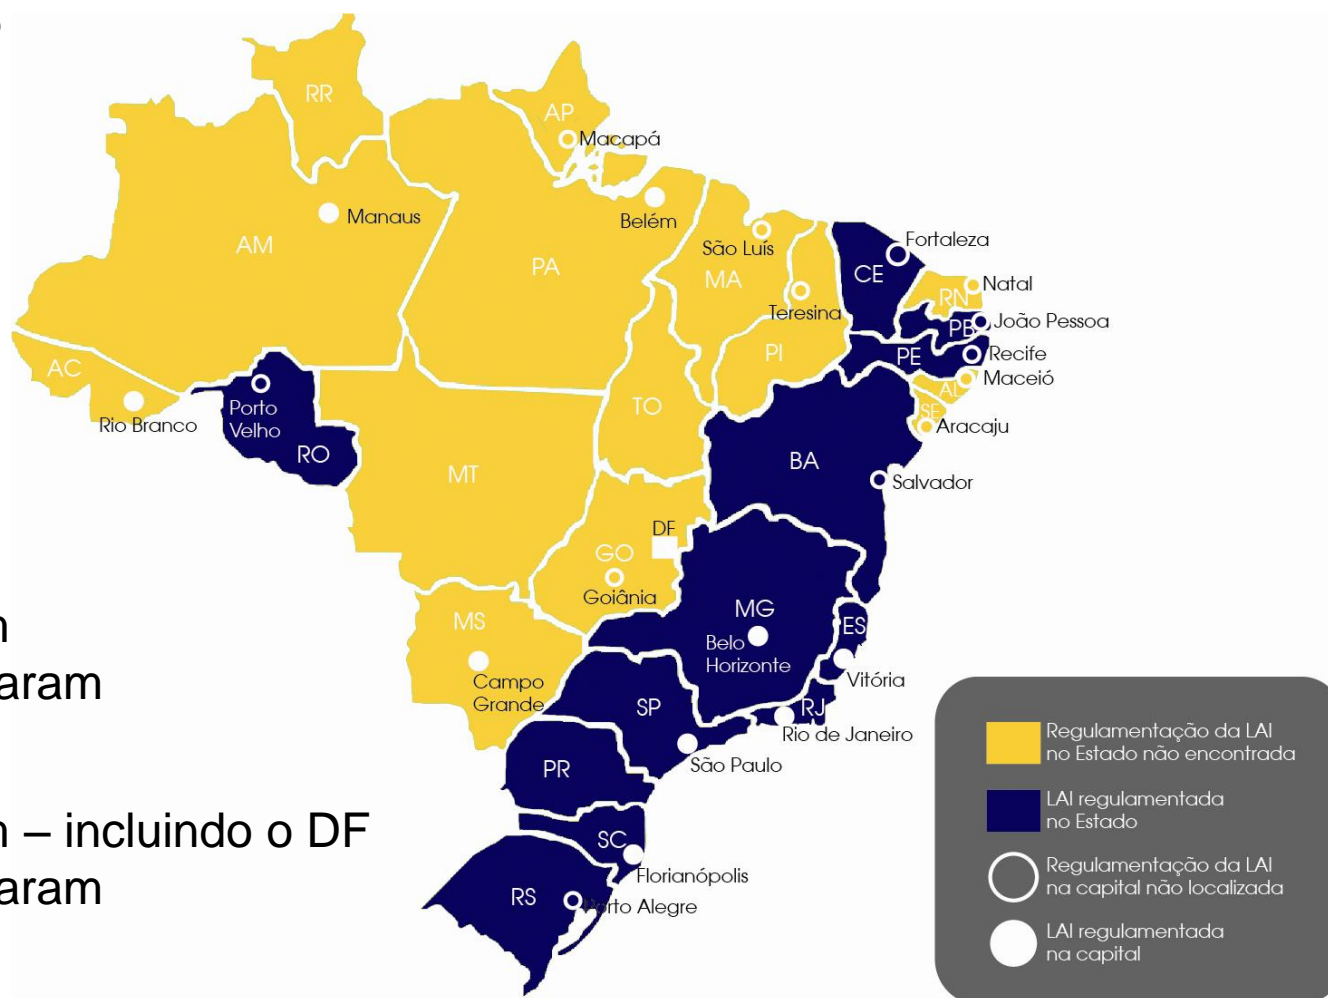 RR
AP
Macapá
Manaus
Belém
AM
PA
São Luís
MA
Teresina
PI
Fortaleza
CE
Natal
RN
João Pessoa
PB
Recife
PE
Maceió
AL
SE
Aracaju
AC
Rio Branco
Porto
Velho
RO
TO
MT
BA
Salvador
DF
GO
Goiânia
MS
Campo
Grande
MG
Belo
Horizonte
ES
Vitória
SP
RJ
Rio de Janeiro
São Paulo
PR
SC
Florianópolis
RS
Porto Alegre
aram
– incluindo o DF
aram
Regulamentação da LAI
no Estado não encontrada
LAI regulamentada
no Estado
Regulamentação da LAI
na capital não localizada
LAI regulamentada
na capital